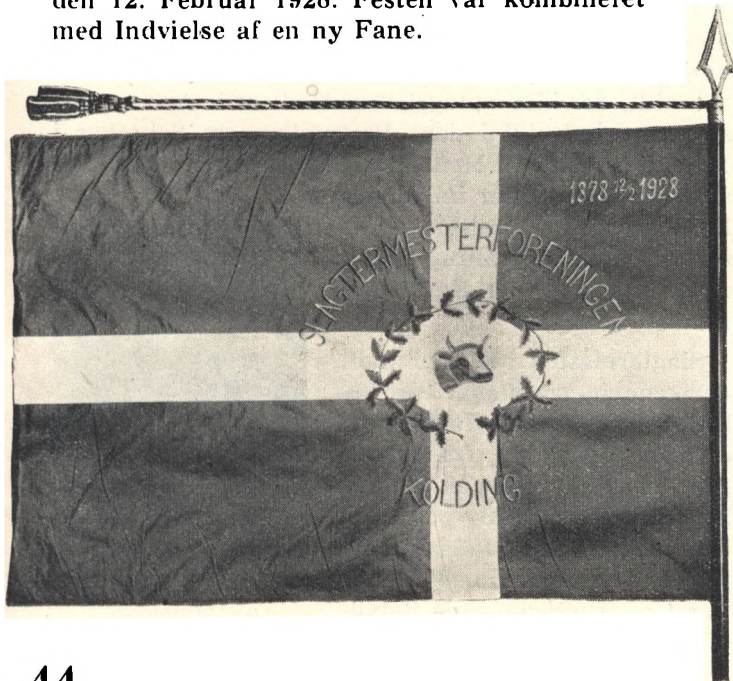 den 12. Februar 1928. Festen var kombineret
med Indvielse af en ny Fane.
1878 12/2 1928
SLAGTERMESTERFORENINGEN
KOLDING
44